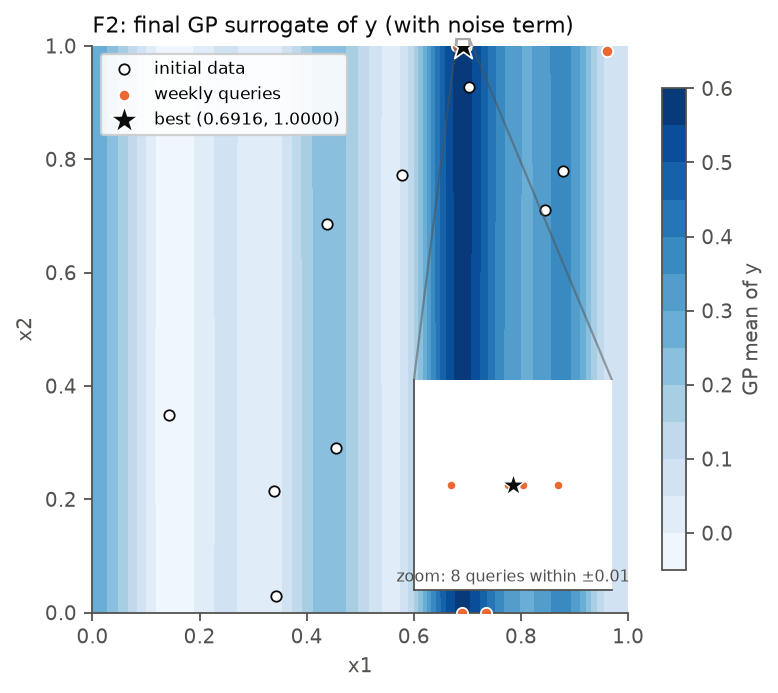 F2: final GP surrogate of y (with noise term)
initial data
weekly queries
best (0.6916, 1.0000)
1.0
0.8
0.6
0.4
0.2
0.0
x2
zoom: 8 queries within ±0.01
0.0 0.2 0.4 0.6 0.8 1.0
x1
0.6
0.5
0.4
0.3
0.2
0.1
0.0
GP mean of y